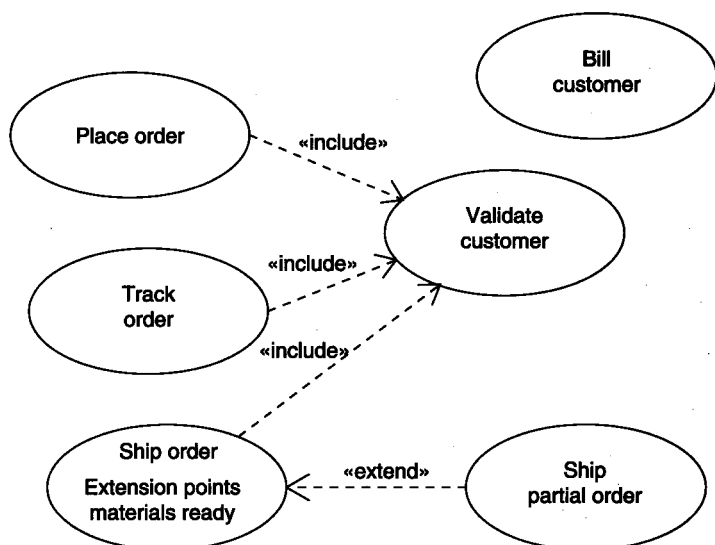 Bill
customer
Place order
«include»
Validate
customer
«include»
Track
order
«include»
Ship order
Extension points
materials ready
«extend»
Ship
partial order